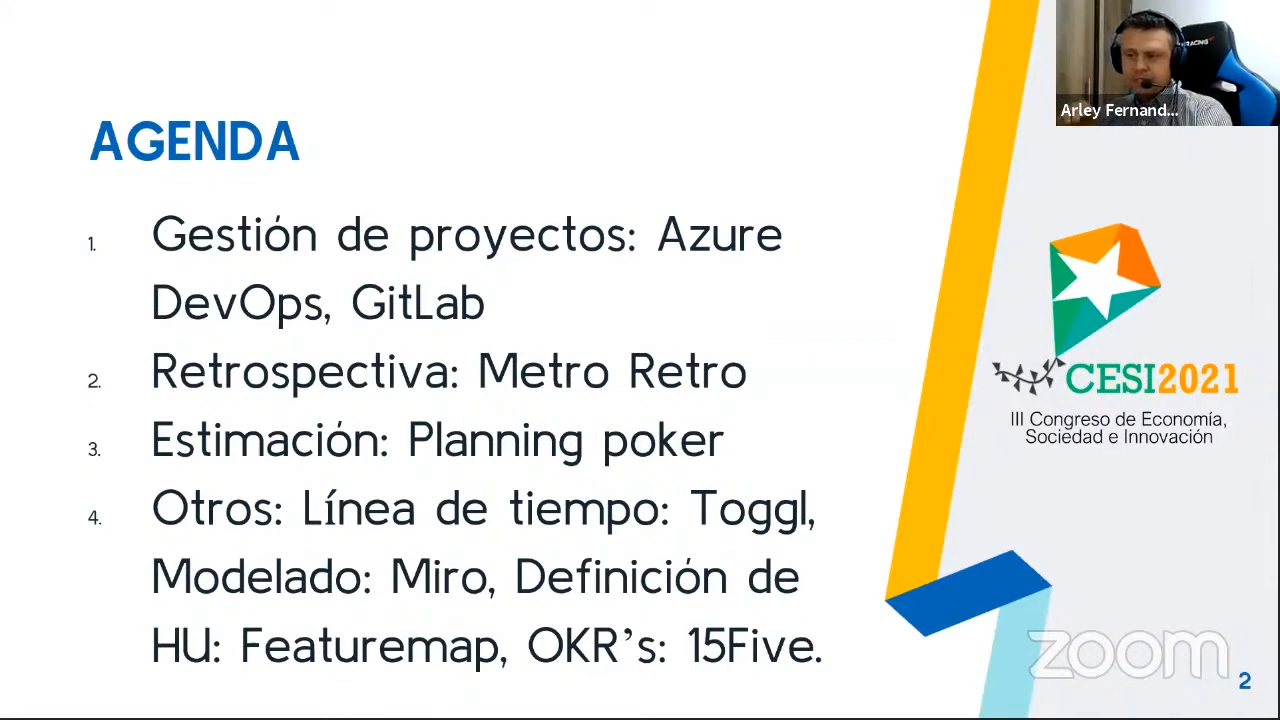 AGENDA
1. Gestión de proyectos: Azure
DevOps, GitLab
2. Retrospectiva: Metro Retro
3. Estimación: Planning poker
4. Otros: Línea de tiempo: Toggl,
Modelado: Miro, Definición de
HU: Featuremap, OKR’s: 15Five.
RACING
Arley Fernand...
CESI2021
III Congreso de Economía,
Sociedad e Innovación
zoom
2